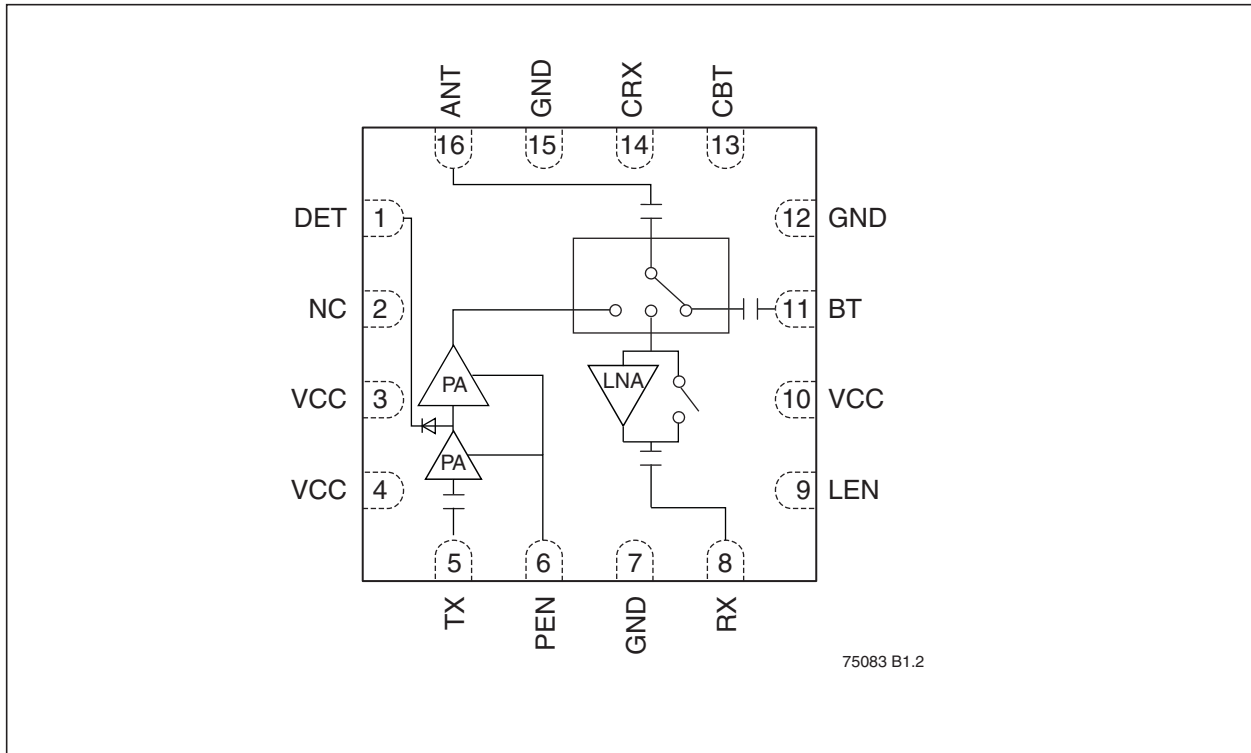 ANT
GND
CRX
CBT
16
15
14
13
DET 1
12 GND
NC 2
11 BT
PA
LNA
VCC 3
10 VCC
PA
VCC 4
9 LEN
5
6
7
8
TX
PEN
GND
RX
75083 B1.2